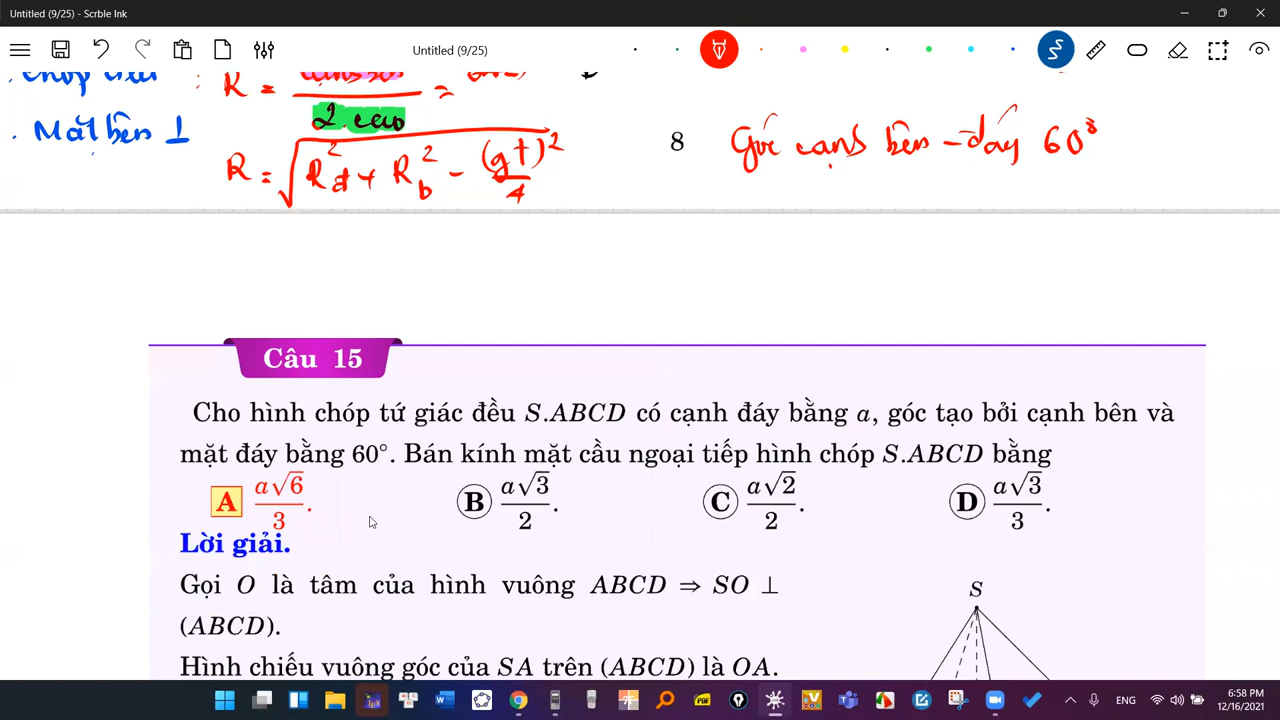 Untitled (9/25) - Scrble Ink
Untitled (9/25)
R = =
2 cao
. Mặt bên ⊥
R = √(R²đ + R²b - (gt)²/4)
8
Góc cạnh bên - đáy 60°
Câu 15
Cho hình chóp tứ giác đều S.ABCD có cạnh đáy bằng a, góc tạo bởi cạnh bên và
mặt đáy bằng 60°. Bán kính mặt cầu ngoại tiếp hình chóp S.ABCD bằng
A a√6/3. B a√3/2. C a√2/2. D a√3/3.
Lời giải.
Gọi O là tâm của hình vuông ABCD ⇒ SO ⊥
(ABCD).
S
Hình chiếu vuông góc của SA trên (ABCD) là OA.
ENG
6:58 PM
12/16/2021